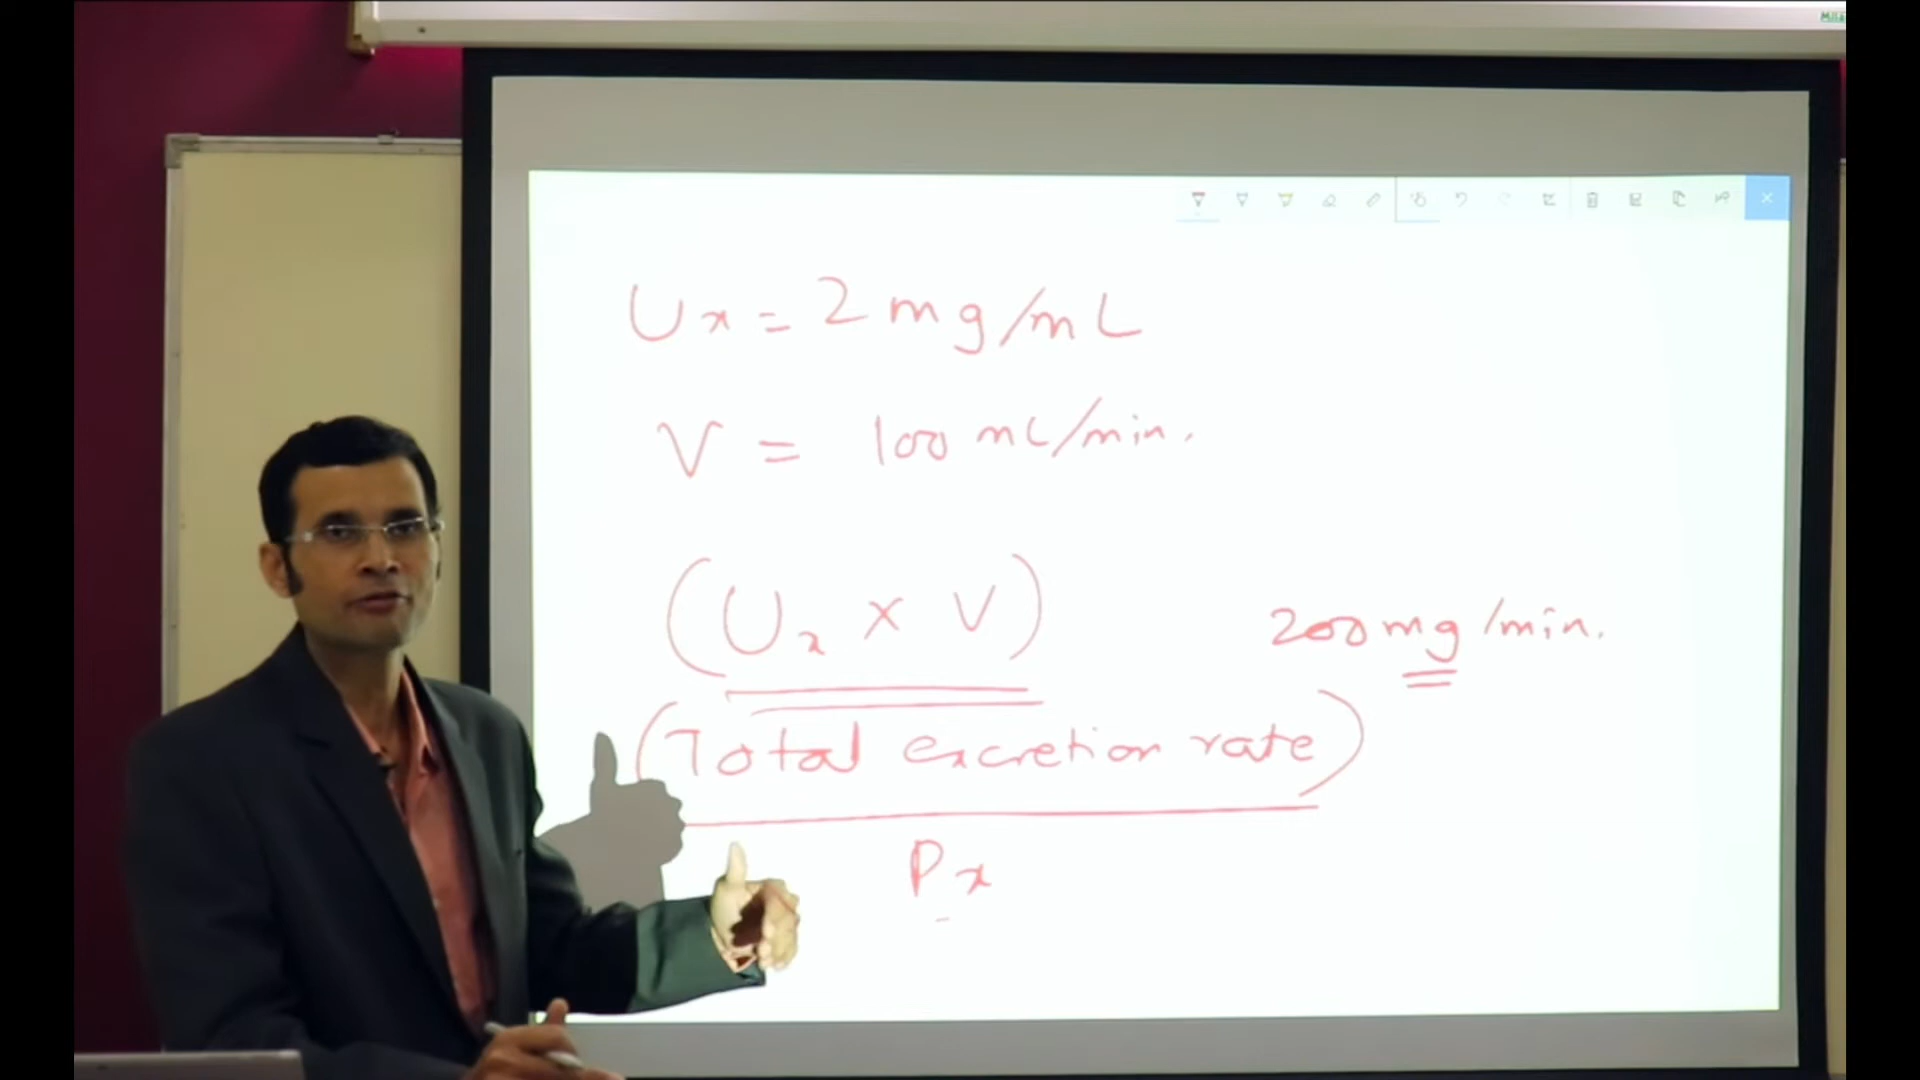 Ux = 2 mg/mL
V = 100 mL/min.
(Ux × V)
200 mg/min.
(Total excretion rate)
Px